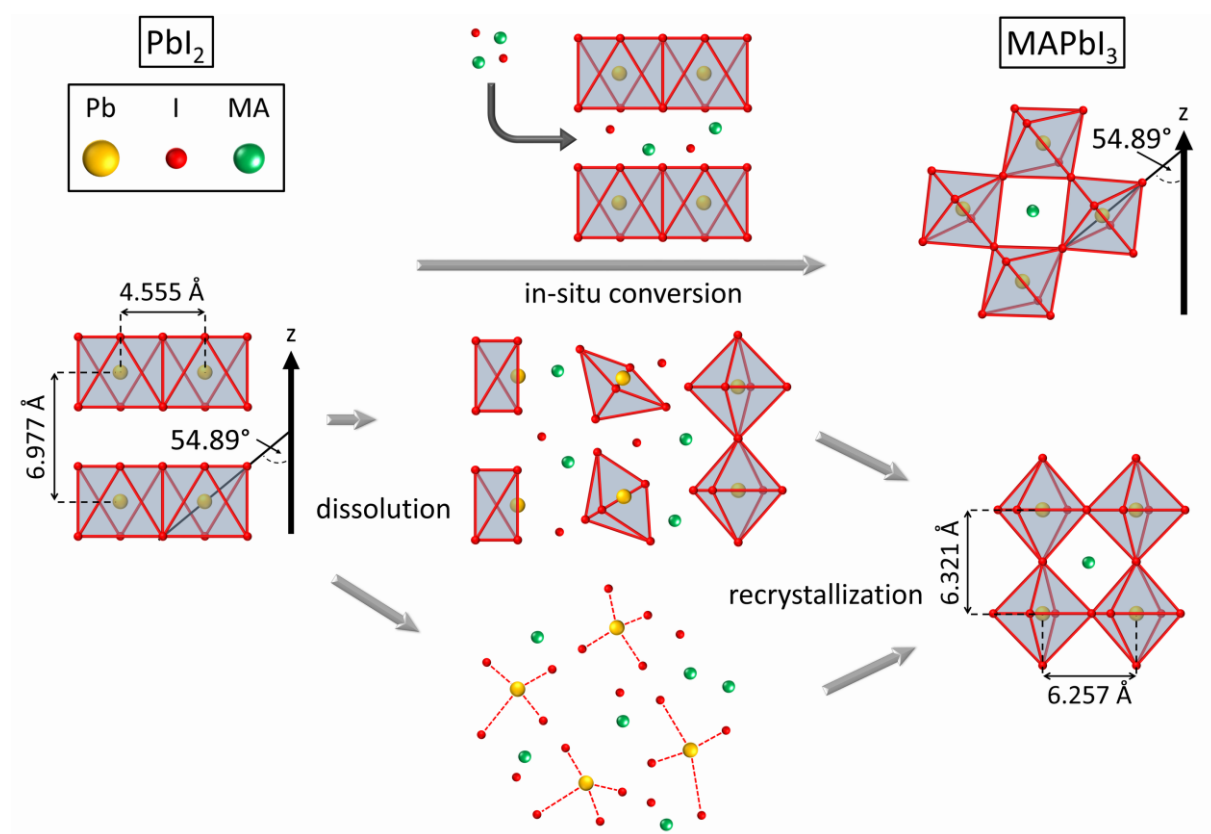 PbI₂
MAPbI₃
Pb I MA
z
54.89°
in-situ conversion
4.555 Å
z
6.977 Å
54.89°
dissolution
recrystallization
6.321 Å
6.257 Å